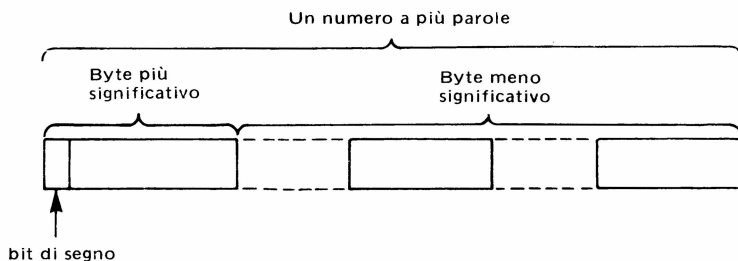 Un numero a più parole
Byte più
significativo
Byte meno
significativo
bit di segno